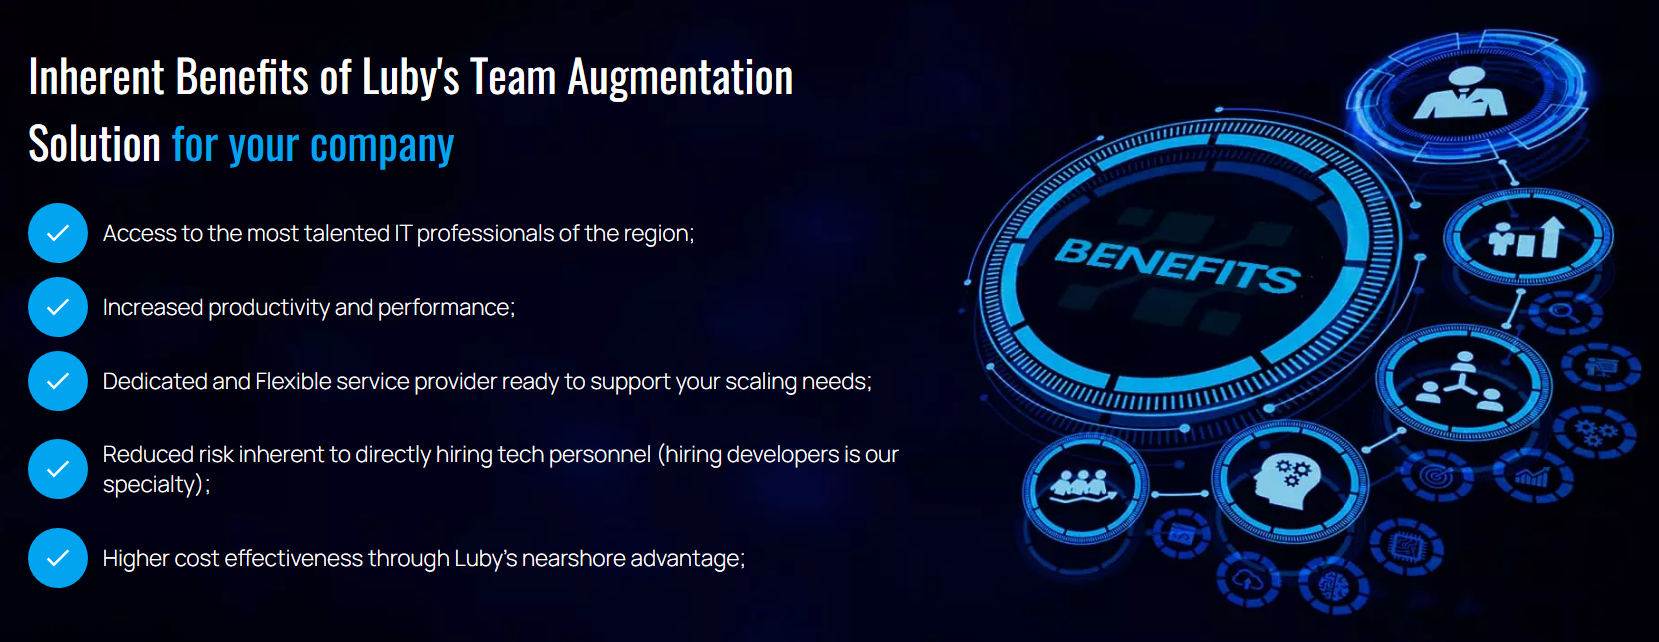 Inherent Benefits of Luby's Team Augmentation
Solution for your company
Access to the most talented IT professionals of the region;
Increased productivity and performance;
Dedicated and Flexible service provider ready to support your scaling needs;
Reduced risk inherent to directly hiring tech personnel (hiring developers is our
specialty);
Higher cost effectiveness through Luby's nearshore advantage;
BENEFITS